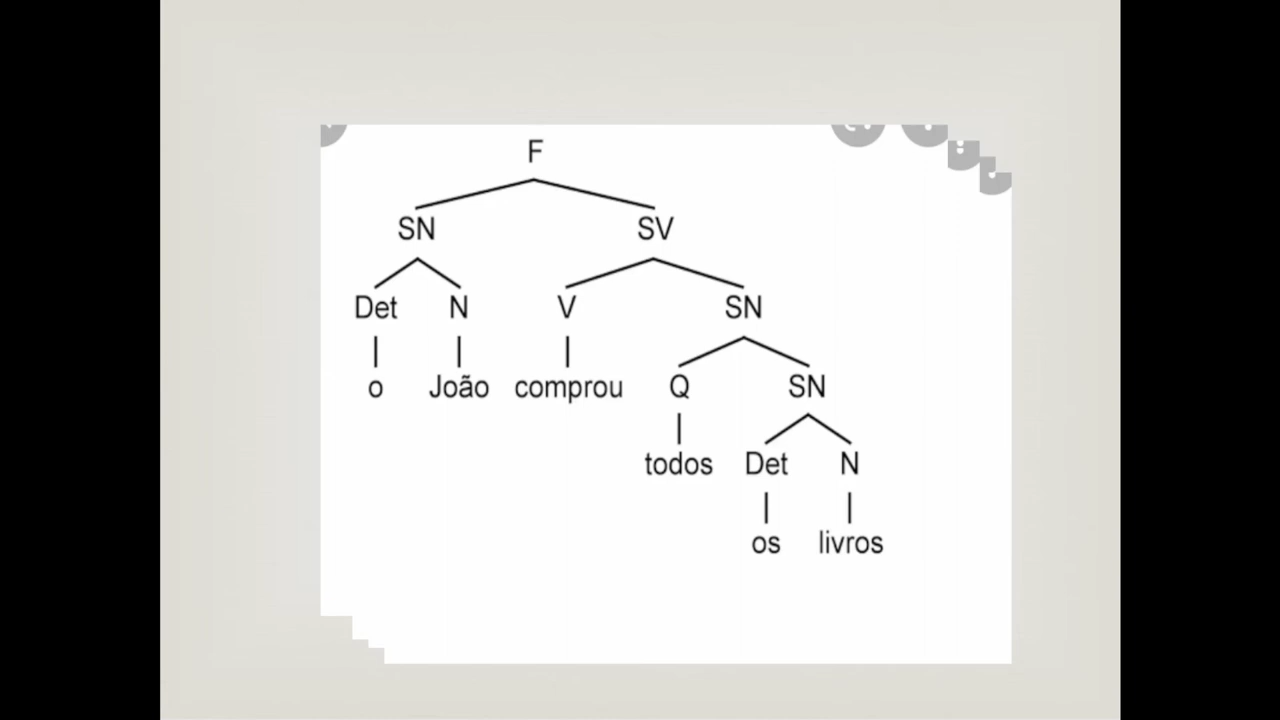 F
SN SV
Det N V SN
o João comprou Q SN
todos Det N
os livros